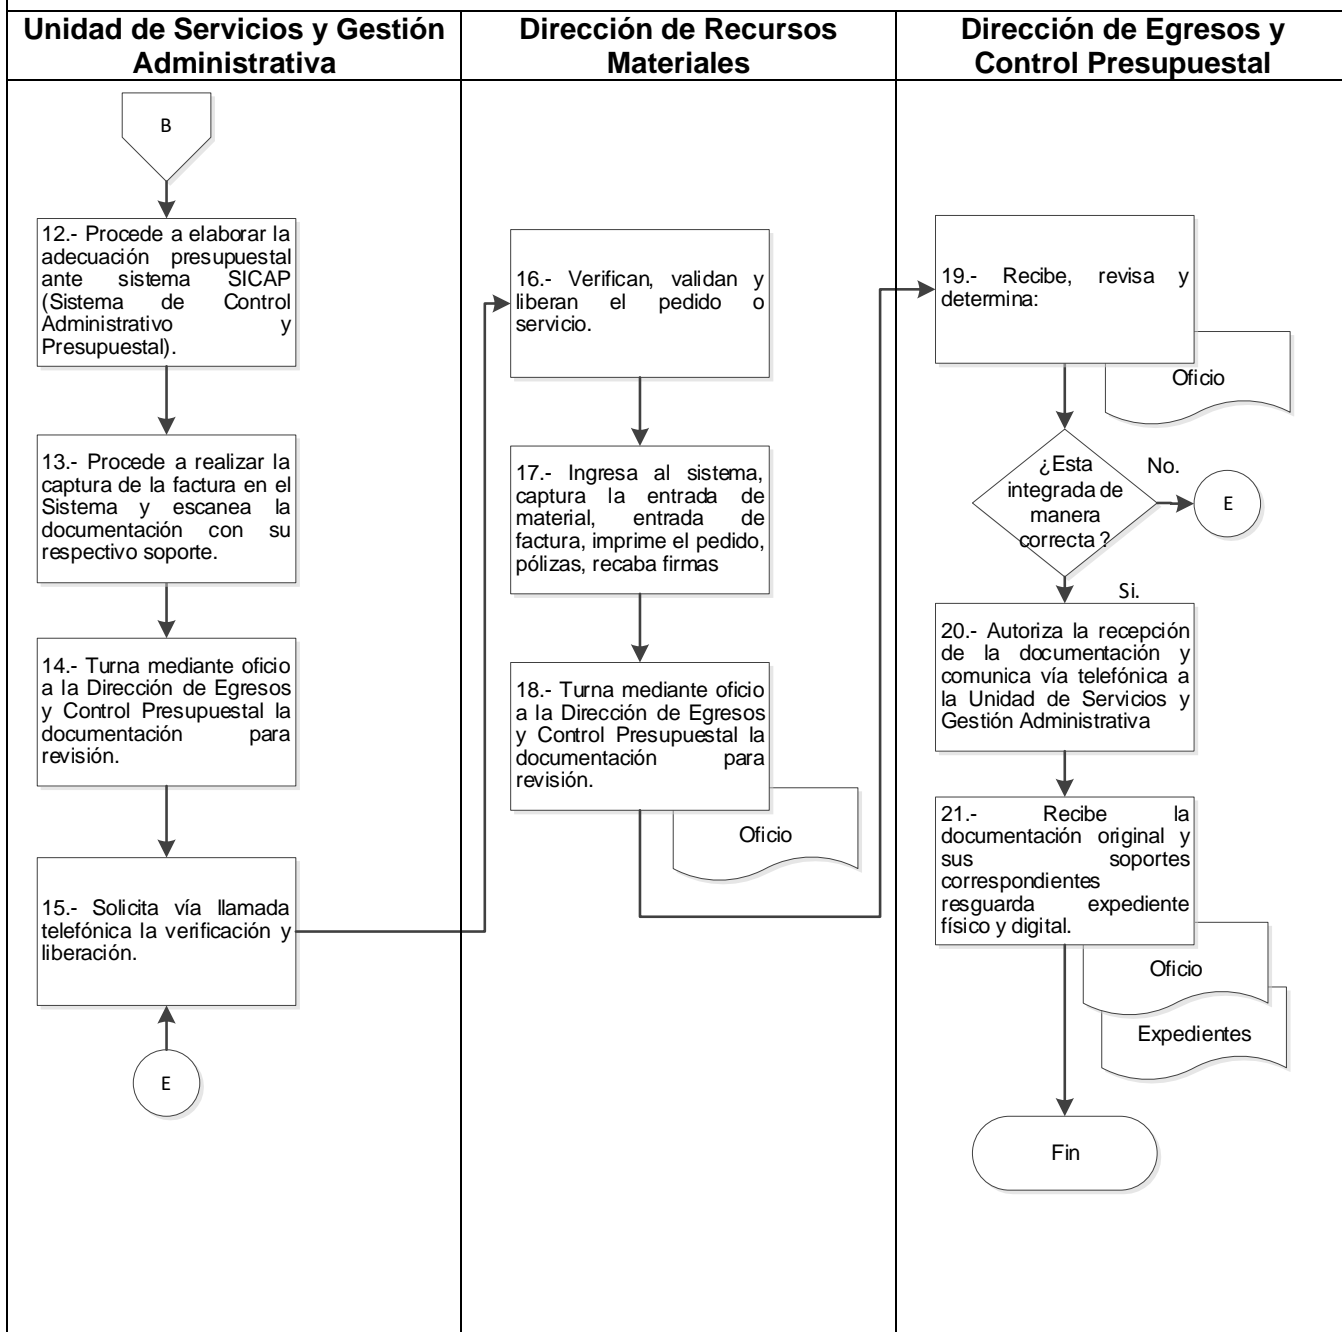 Unidad de Servicios y Gestión
Administrativa
Dirección de Recursos
Materiales
Dirección de Egresos y
Control Presupuestal
B
12.- Procede a elaborar la
adecuación presupuestal
ante sistema SICAP
(Sistema de Control
Administrativo y
Presupuestal).
13.- Procede a realizar la
captura de la factura en el
Sistema y escanea la
documentación con su
respectivo soporte.
14.- Turna mediante oficio
a la Dirección de Egresos
y Control Presupuestal la
documentación para
revisión.
15.- Solicita vía llamada
telefónica la verificación y
liberación.
E
16.- Verifican, validan y
liberan el pedido o
servicio.
17.- Ingresa al sistema,
captura la entrada de
material, entrada de
factura, imprime el pedido,
pólizas, recaba firmas
18.- Turna mediante oficio
a la Dirección de Egresos
y Control Presupuestal la
documentación para
revisión.
Oficio
19.- Recibe, revisa y
determina:
Oficio
¿Esta
integrada de
manera
correcta?
No.
E
Si.
20.- Autoriza la recepción
de la documentación y
comunica vía telefónica a
la Unidad de Servicios y
Gestión Administrativa
21.- Recibe la
documentación original y
sus soportes
correspondientes
resguarda expediente
físico y digital.
Oficio
Expedientes
Fin